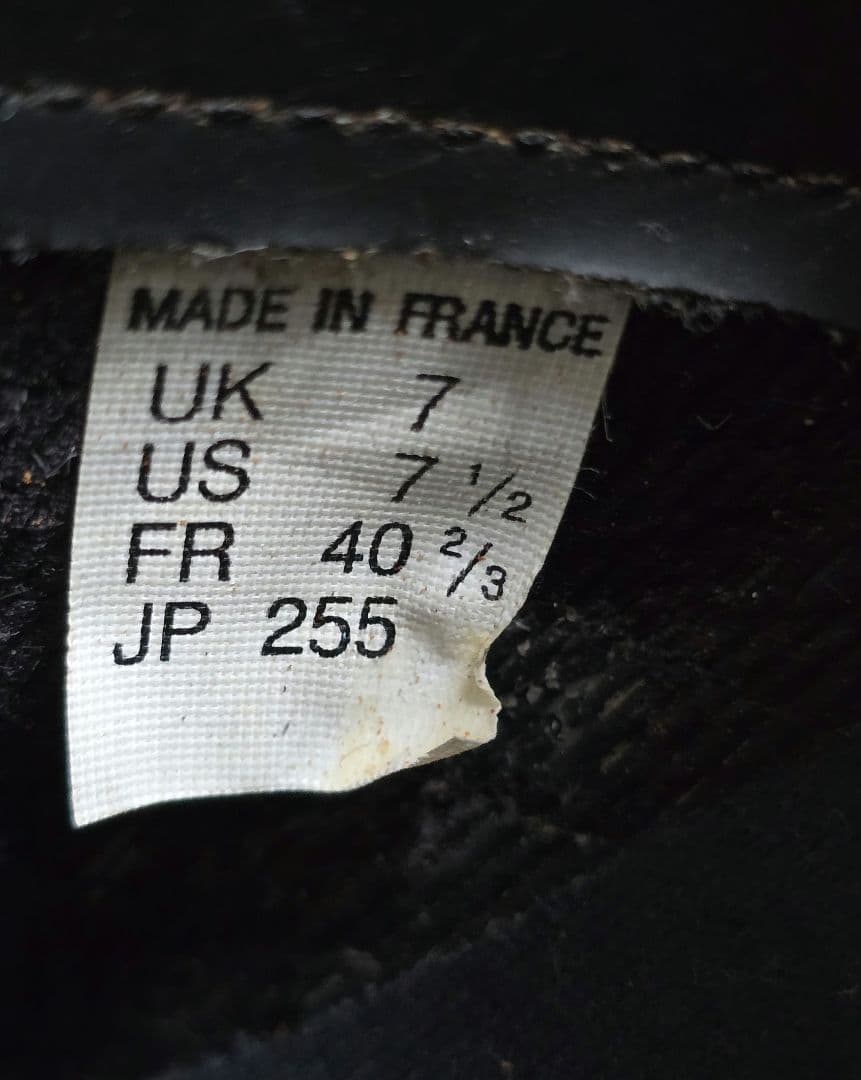 MADE IN FRANCE
UK 7
US 7 1/2
FR 40 2/3
JP 255